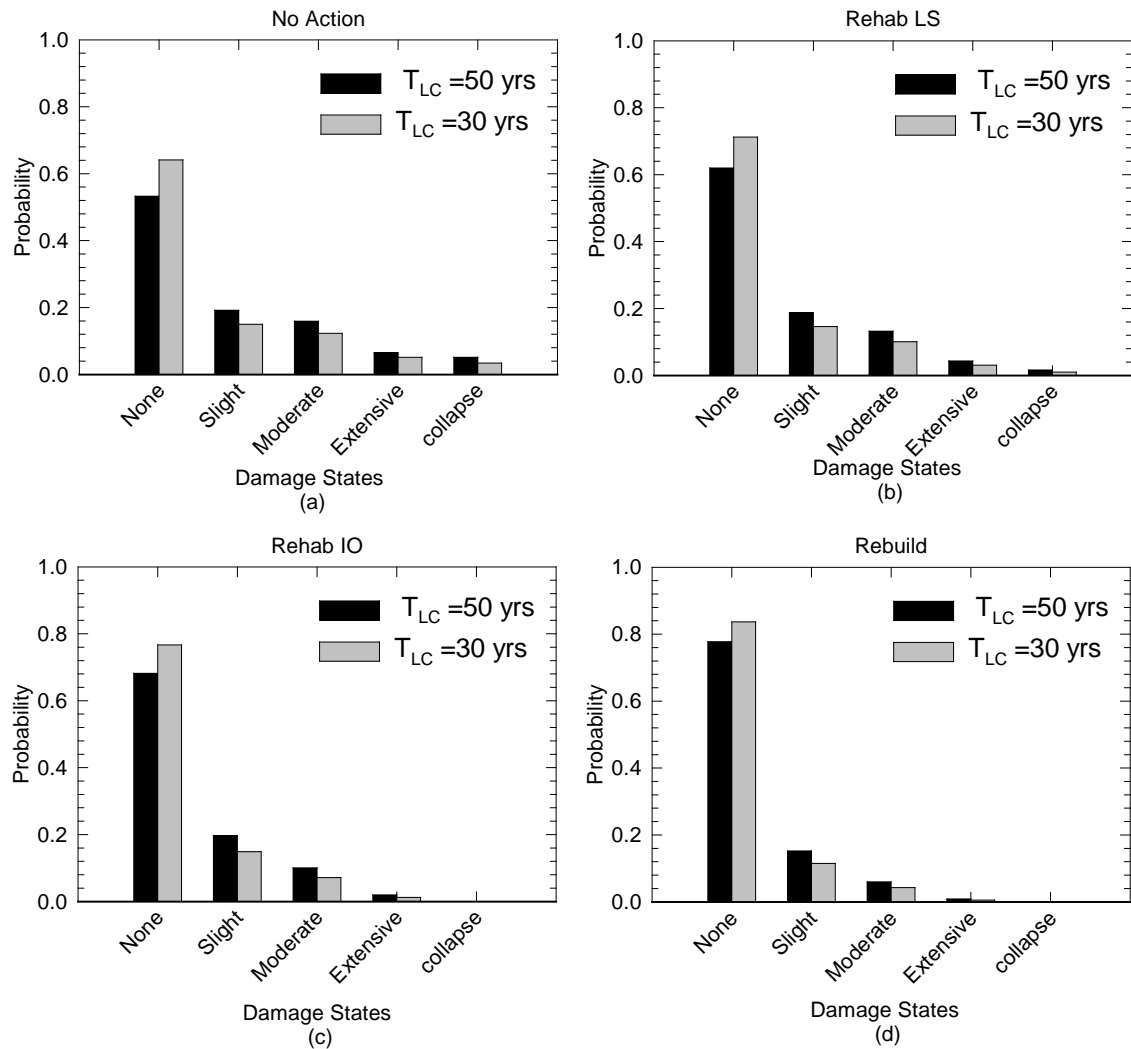 No Action
T_LC =50 yrs
T_LC =30 yrs
Probability
1.0
0.8
0.6
0.4
0.2
0.0
None
Slight
Moderate
Extensive
collapse
Damage States
(a)
Rehab LS
T_LC =50 yrs
T_LC =30 yrs
Probability
1.0
0.8
0.6
0.4
0.2
0.0
None
Slight
Moderate
Extensive
collapse
Damage States
(b)
Rehab IO
T_LC =50 yrs
T_LC =30 yrs
Probability
1.0
0.8
0.6
0.4
0.2
0.0
None
Slight
Moderate
Extensive
collapse
Damage States
(c)
Rebuild
T_LC =50 yrs
T_LC =30 yrs
Probability
1.0
0.8
0.6
0.4
0.2
0.0
None
Slight
Moderate
Extensive
collapse
Damage States
(d)